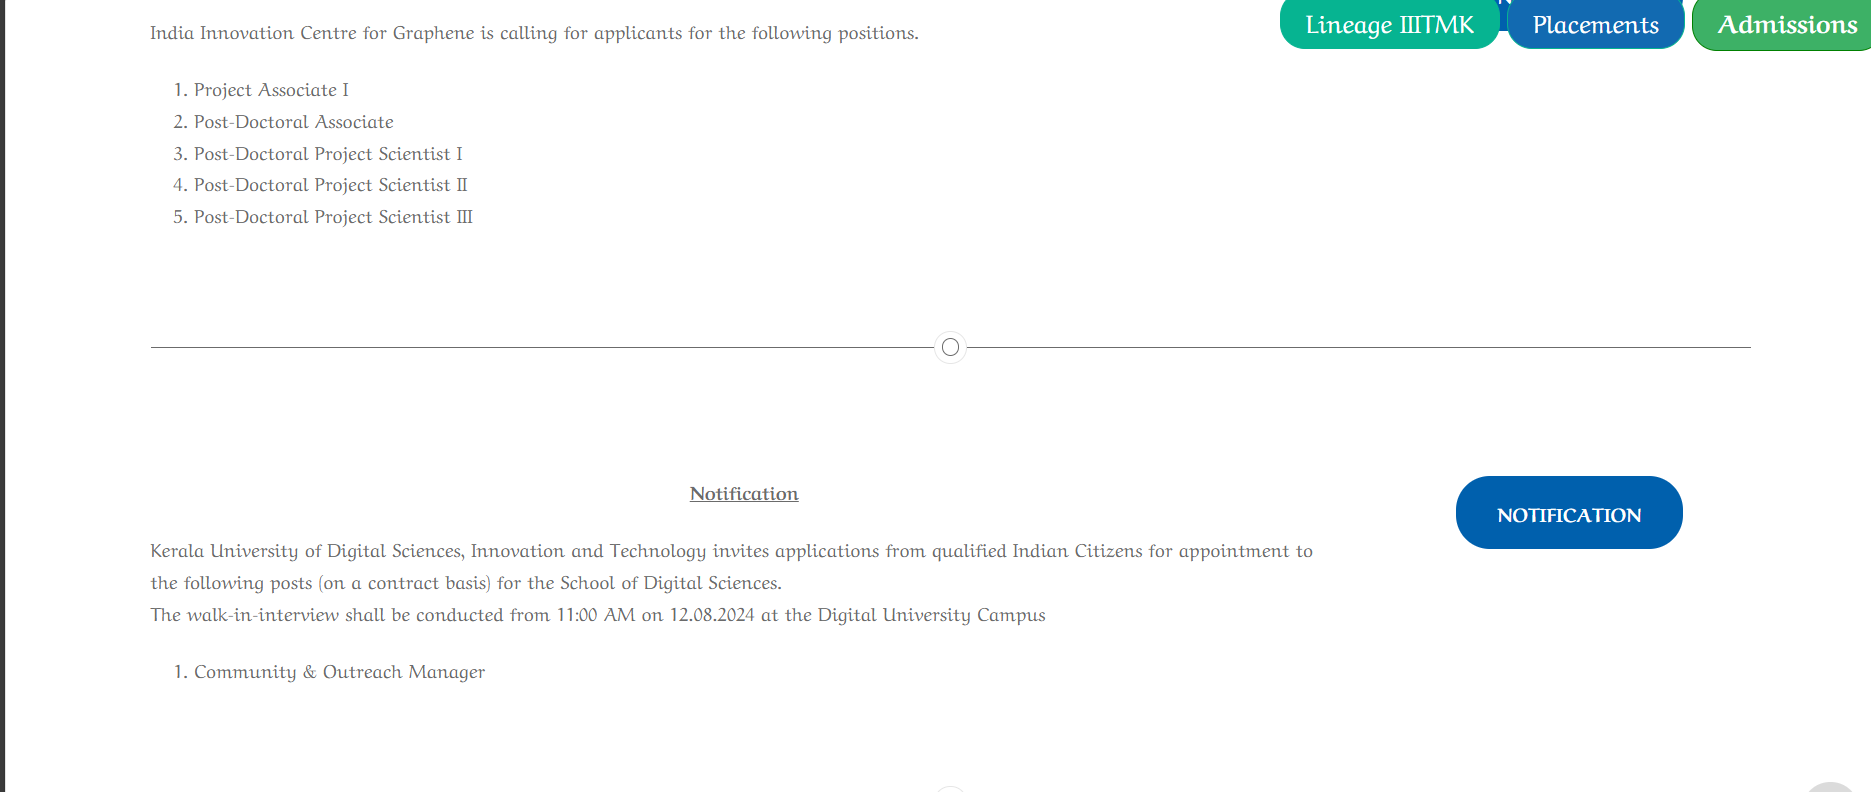 India Innovation Centre for Graphene is calling for applicants for the following positions.
Lineage IIITMK
Placements
Admissions
1. Project Associate I
2. Post-Doctoral Associate
3. Post-Doctoral Project Scientist I
4. Post-Doctoral Project Scientist II
5. Post-Doctoral Project Scientist III
Notification
NOTIFICATION
Kerala University of Digital Sciences, Innovation and Technology invites applications from qualified Indian Citizens for appointment to
the following posts (on a contract basis) for the School of Digital Sciences.
The walk-in-interview shall be conducted from 11:00 AM on 12.08.2024 at the Digital University Campus
1. Community & Outreach Manager